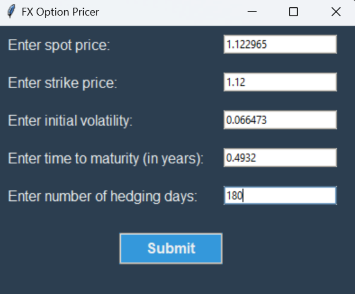 FX Option Pricer
Enter spot price: 1.122965
Enter strike price: 1.12
Enter initial volatility: 0.066473
Enter time to maturity (in years): 0.4932
Enter number of hedging days: 180
Submit